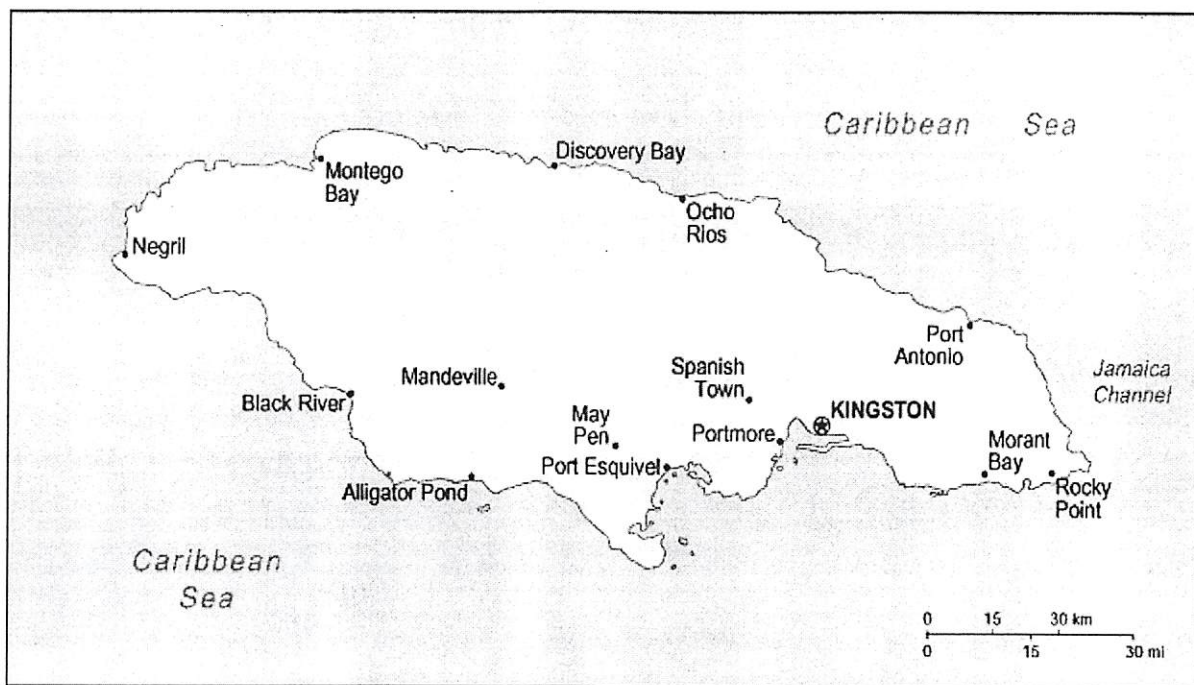 Caribbean Sea
Discovery Bay
Montego
Bay
Ocho
Rios
Negril
Port
Antonio
Jamaica
Channel
Mandeville
Spanish
Town
Black River
KINGSTON
May
Pen
Portmore
Morant
Bay
Port Esquivel
Alligator Pond
Rocky
Point
Caribbean
Sea
0 15 30 km
0 15 30 mi